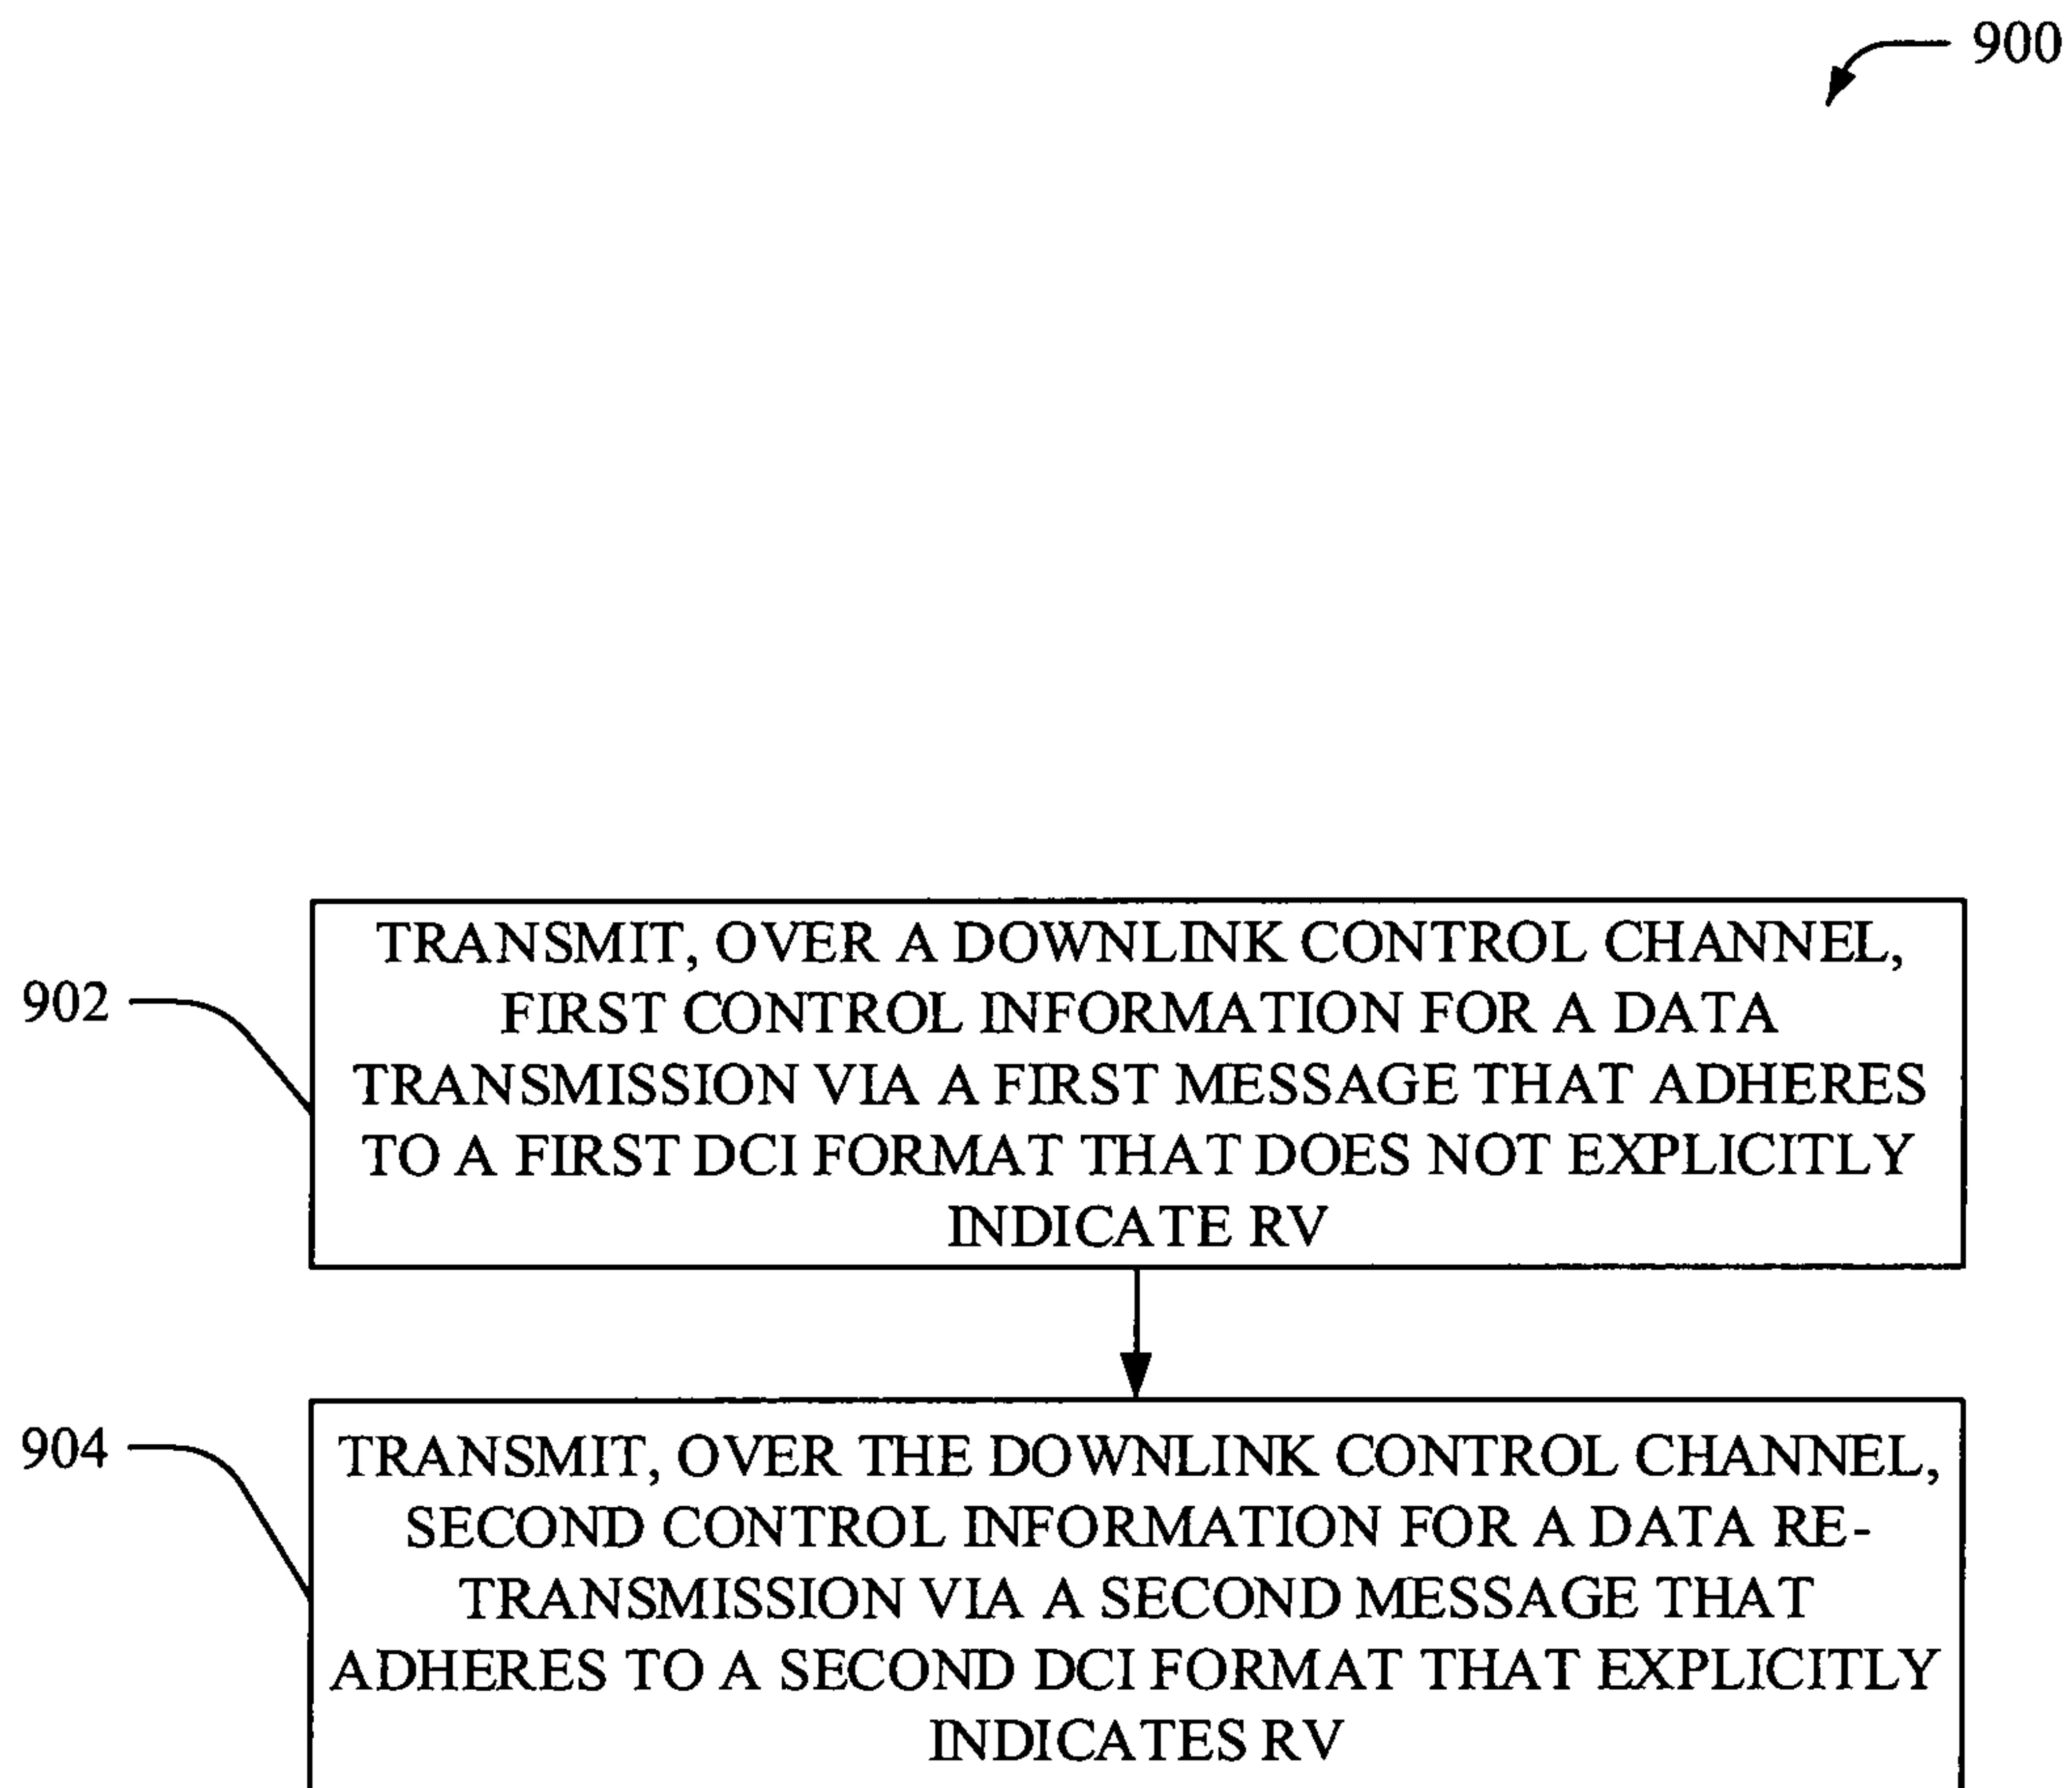 900
902
TRANSMIT, OVER A DOWNLINK CONTROL CHANNEL,
FIRST CONTROL INFORMATION FOR A DATA
TRANSMISSION VIA A FIRST MESSAGE THAT ADHERES
TO A FIRST DCI FORMAT THAT DOES NOT EXPLICITLY
INDICATE RV
904
TRANSMIT, OVER THE DOWNLINK CONTROL CHANNEL,
SECOND CONTROL INFORMATION FOR A DATA RE-
TRANSMISSION VIA A SECOND MESSAGE THAT
ADHERES TO A SECOND DCI FORMAT THAT EXPLICITLY
INDICATES RV